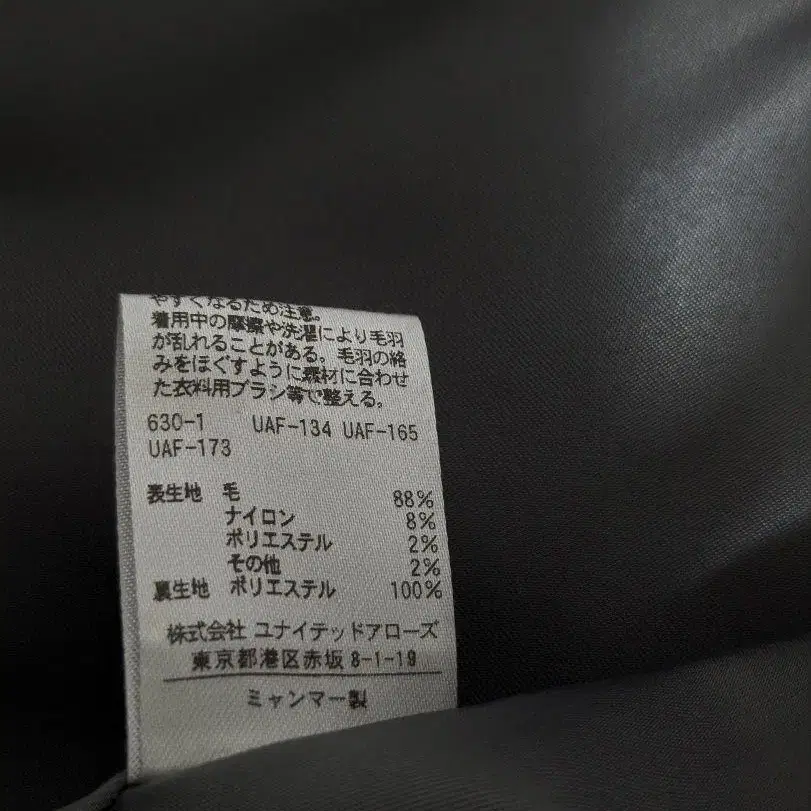 やすくなるため注意。
着用中の摩擦や洗濯により毛羽
が乱れることがある。毛羽の絡
みをほぐすように素材に合わせ
た衣料用ブラシ等で整える。
630-1 UAF-134 UAF-165
UAF-173
表生地 毛 88%
ナイロン 8%
ポリエステル 2%
その他 2%
裏生地 ポリエステル 100%
株式会社 ユナイテッドアローズ
東京都港区赤坂 8-1-19
ミャンマー製